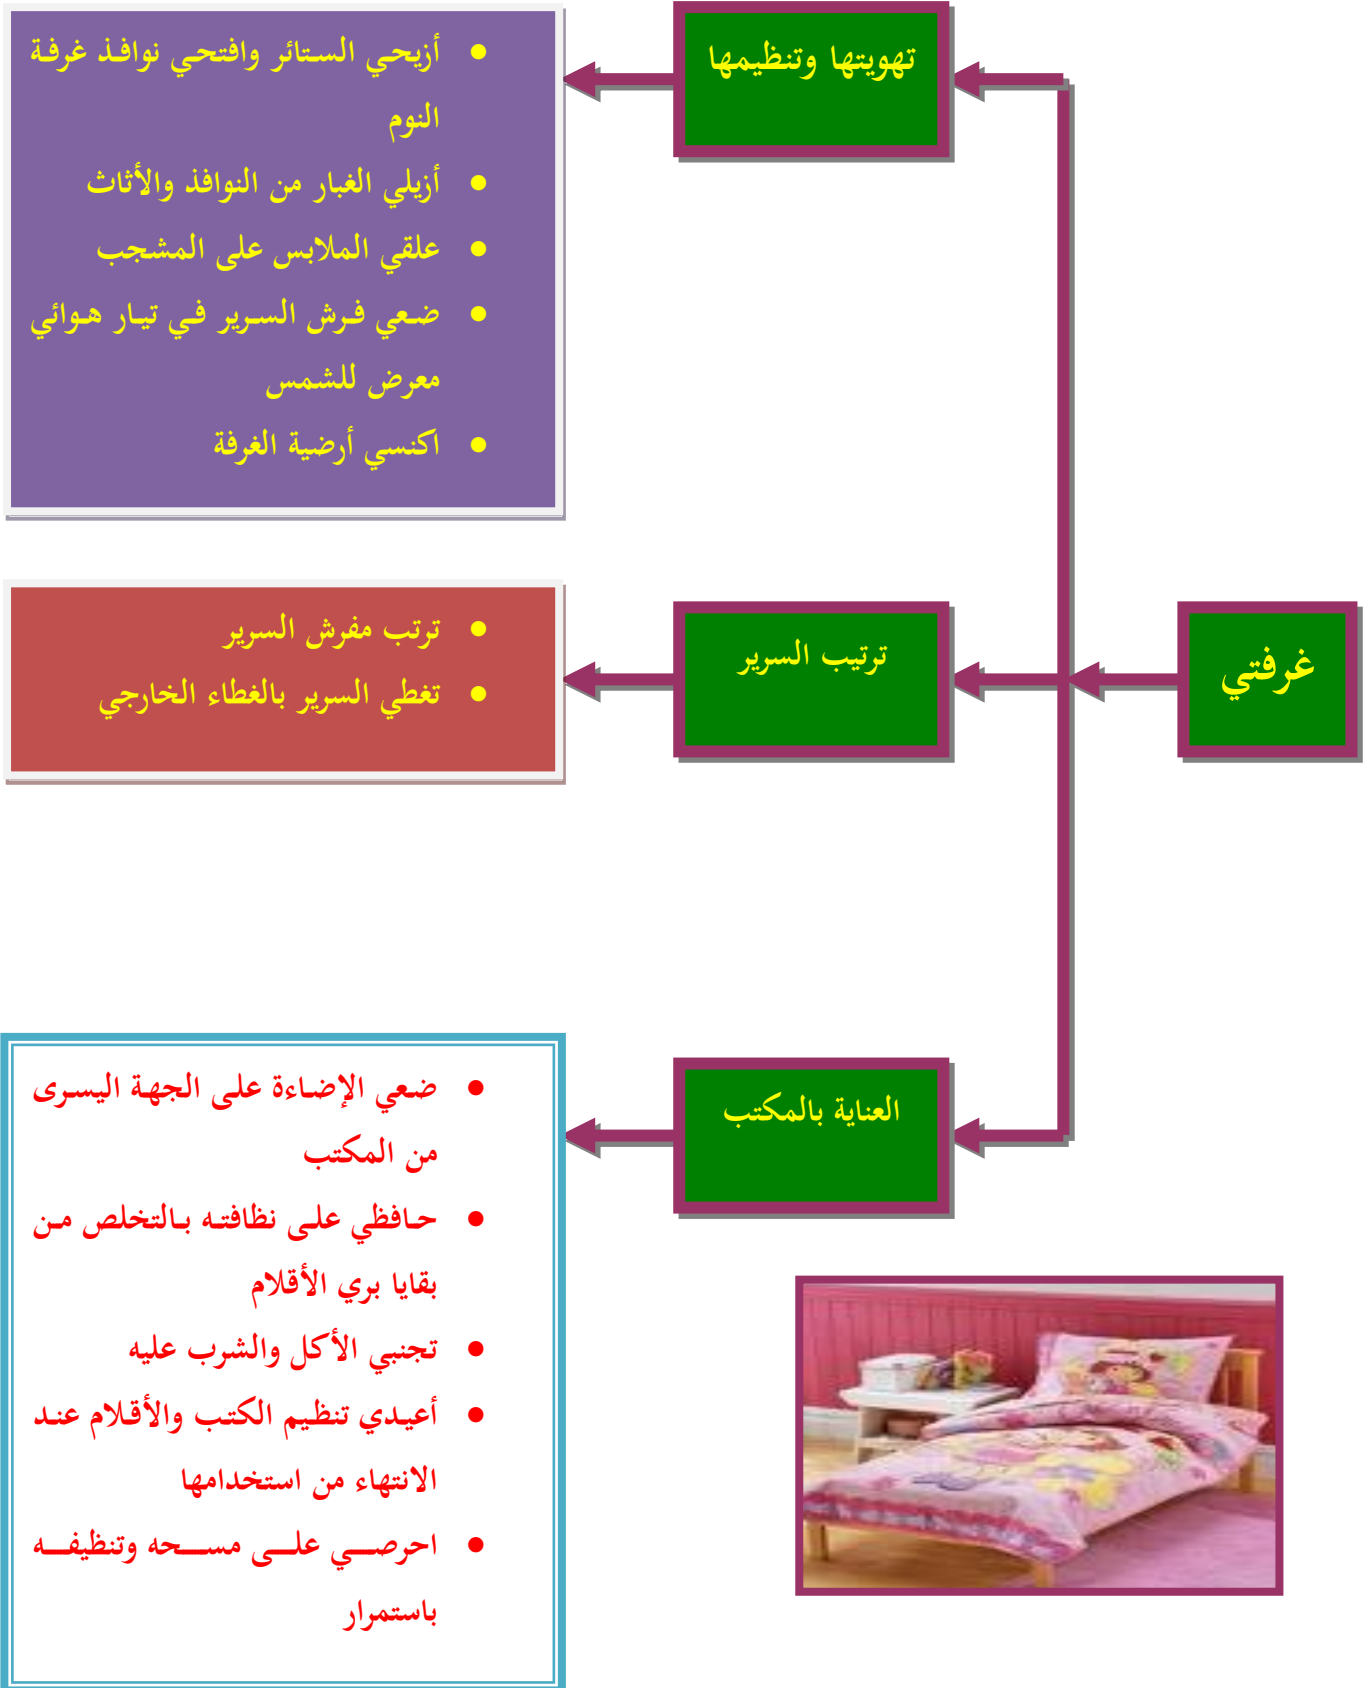 غرفتي
تهويتها وتنظيمها
• أزيحي الستائر وافتحي نوافذ غرفة
النوم
• أزيلي الغبار من النوافذ والأثاث
• علقي الملابس على المشجب
• ضعي فرش السرير في تيار هوائي
معرض للشمس
• اكنسي أرضية الغرفة
ترتيب السرير
• ترتب مفرش السرير
• تغطي السرير بالغطاء الخارجي
العناية بالمكتب
• ضعي الإضاءة على الجهة اليسرى
من المكتب
• حافظي على نظافته بالتخلص من
بقايا بري الأقلام
• تجنبي الأكل والشرب عليه
• أعيدي تنظيم الكتب والأقلام عند
الانتهاء من استخدامها
• احرصي على مسحه وتنظيفه
باستمرار